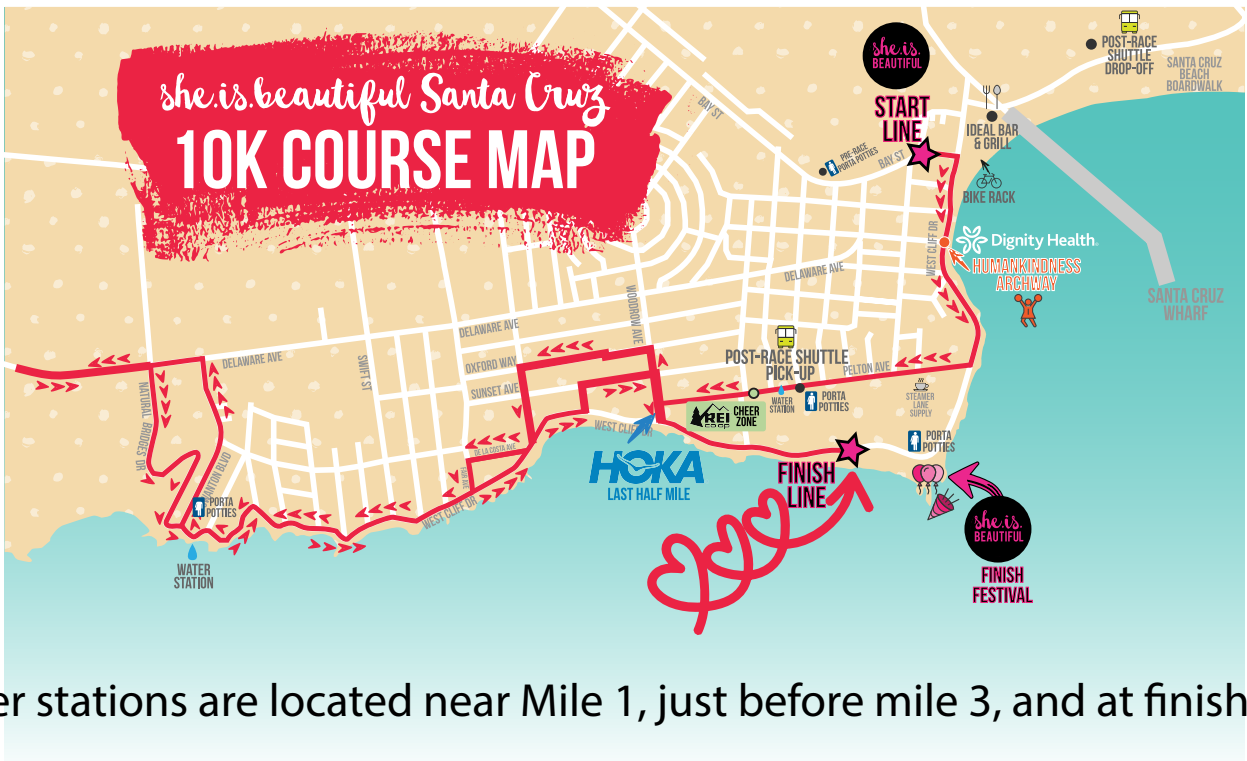 she.is.beautiful Santa Cruz
10K COURSE MAP
she.is.
BEAUTIFUL
START
LINE
POST-RACE
SHUTTLE
DROP-OFF
SANTA CRUZ
BEACH
BOARDWALK
IDEAL BAR
& GRILL
BIKE RACK
BAY ST
PRE-RACE
PORTA POTTIES
BAY ST
WEST CLIFF DR
Dignity Health.
HUMANKINDNESS
ARCHWAY
SANTA CRUZ
WHARF
DELAWARE AVE
WOODROW AVE
DELAWARE AVE
OXFORD WAY
SUNSET AVE
DELAWARE AVE
SWIFT ST
NATURAL BRIDGES DR
POST-RACE SHUTTLE
PICK-UP
PELTON AVE
WATER
STATION
PORTA
POTTIES
STEAMER
LANE
SUPPLY
REI
CO-OP
CHEER
ZONE
WEST CLIFF DR
HOKA
LAST HALF MILE
FINISH
LINE
PORTA
POTTIES
she.is.
BEAUTIFUL
FINISH
FESTIVAL
DE LA COSTA AVE
WEST CLIFF DR
PORTA
POTTIES
WATER
STATION
er stations are located near Mile 1, just before mile 3, and at finish